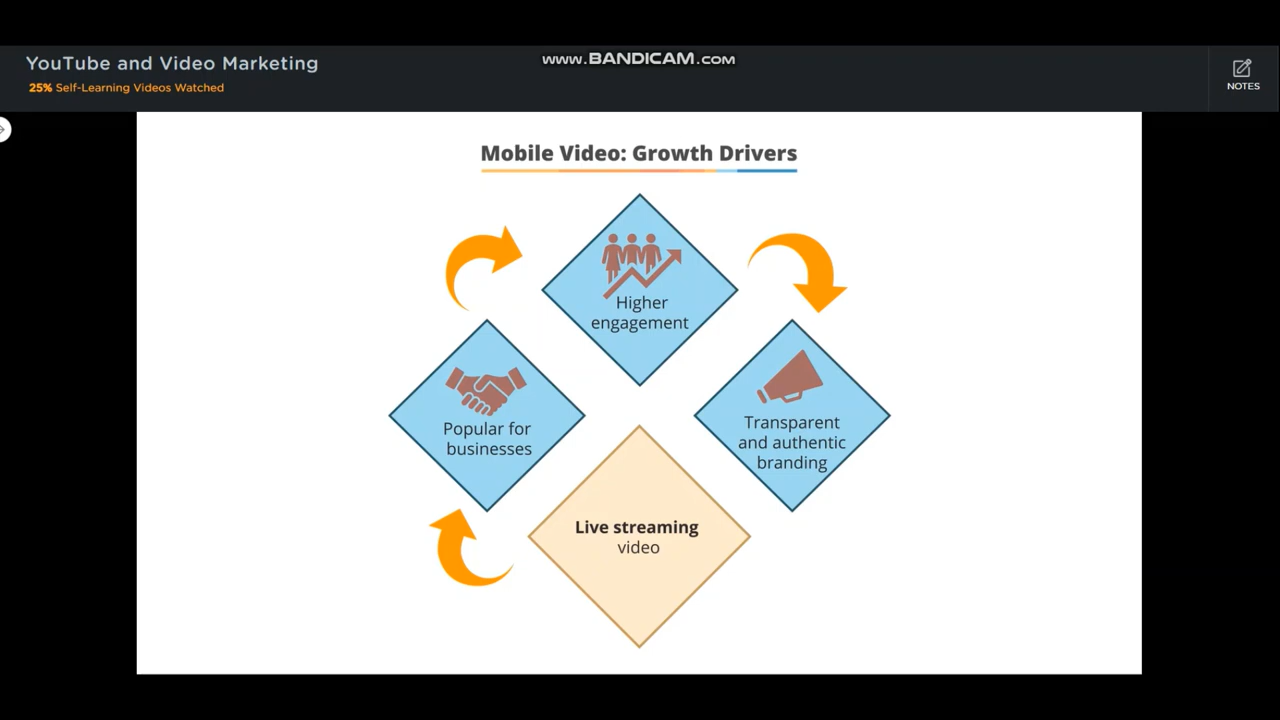 YouTube and Video Marketing
25% Self-Learning Videos Watched
www.BANDICAM.com
NOTES
Mobile Video: Growth Drivers
Higher
engagement
Popular for
businesses
Transparent
and authentic
branding
Live streaming
video